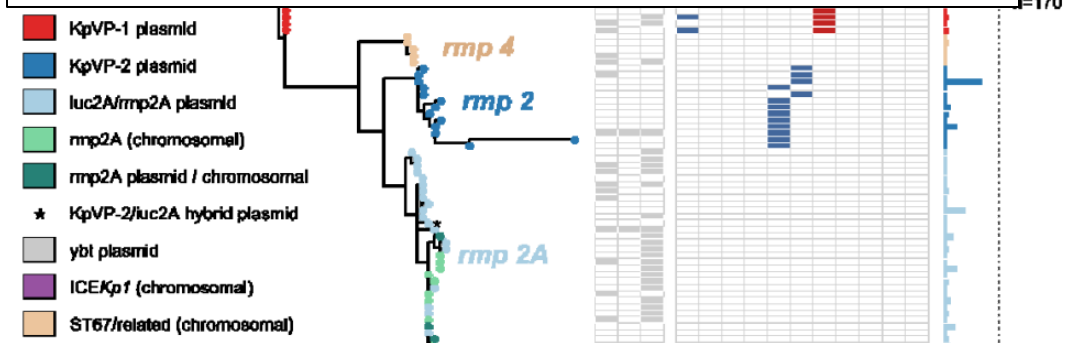 n=170
KpVP-1 plasmid
KpVP-2 plasmid
iuc2A/rmp2A plasmid
rmp2A (chromosomal)
rmp2A plasmid / chromosomal
* KpVP-2/iuc2A hybrid plasmid
ybt plasmid
ICEKp1 (chromosomal)
ST67/related (chromosomal)
rmp 4
rmp 2
rmp 2A